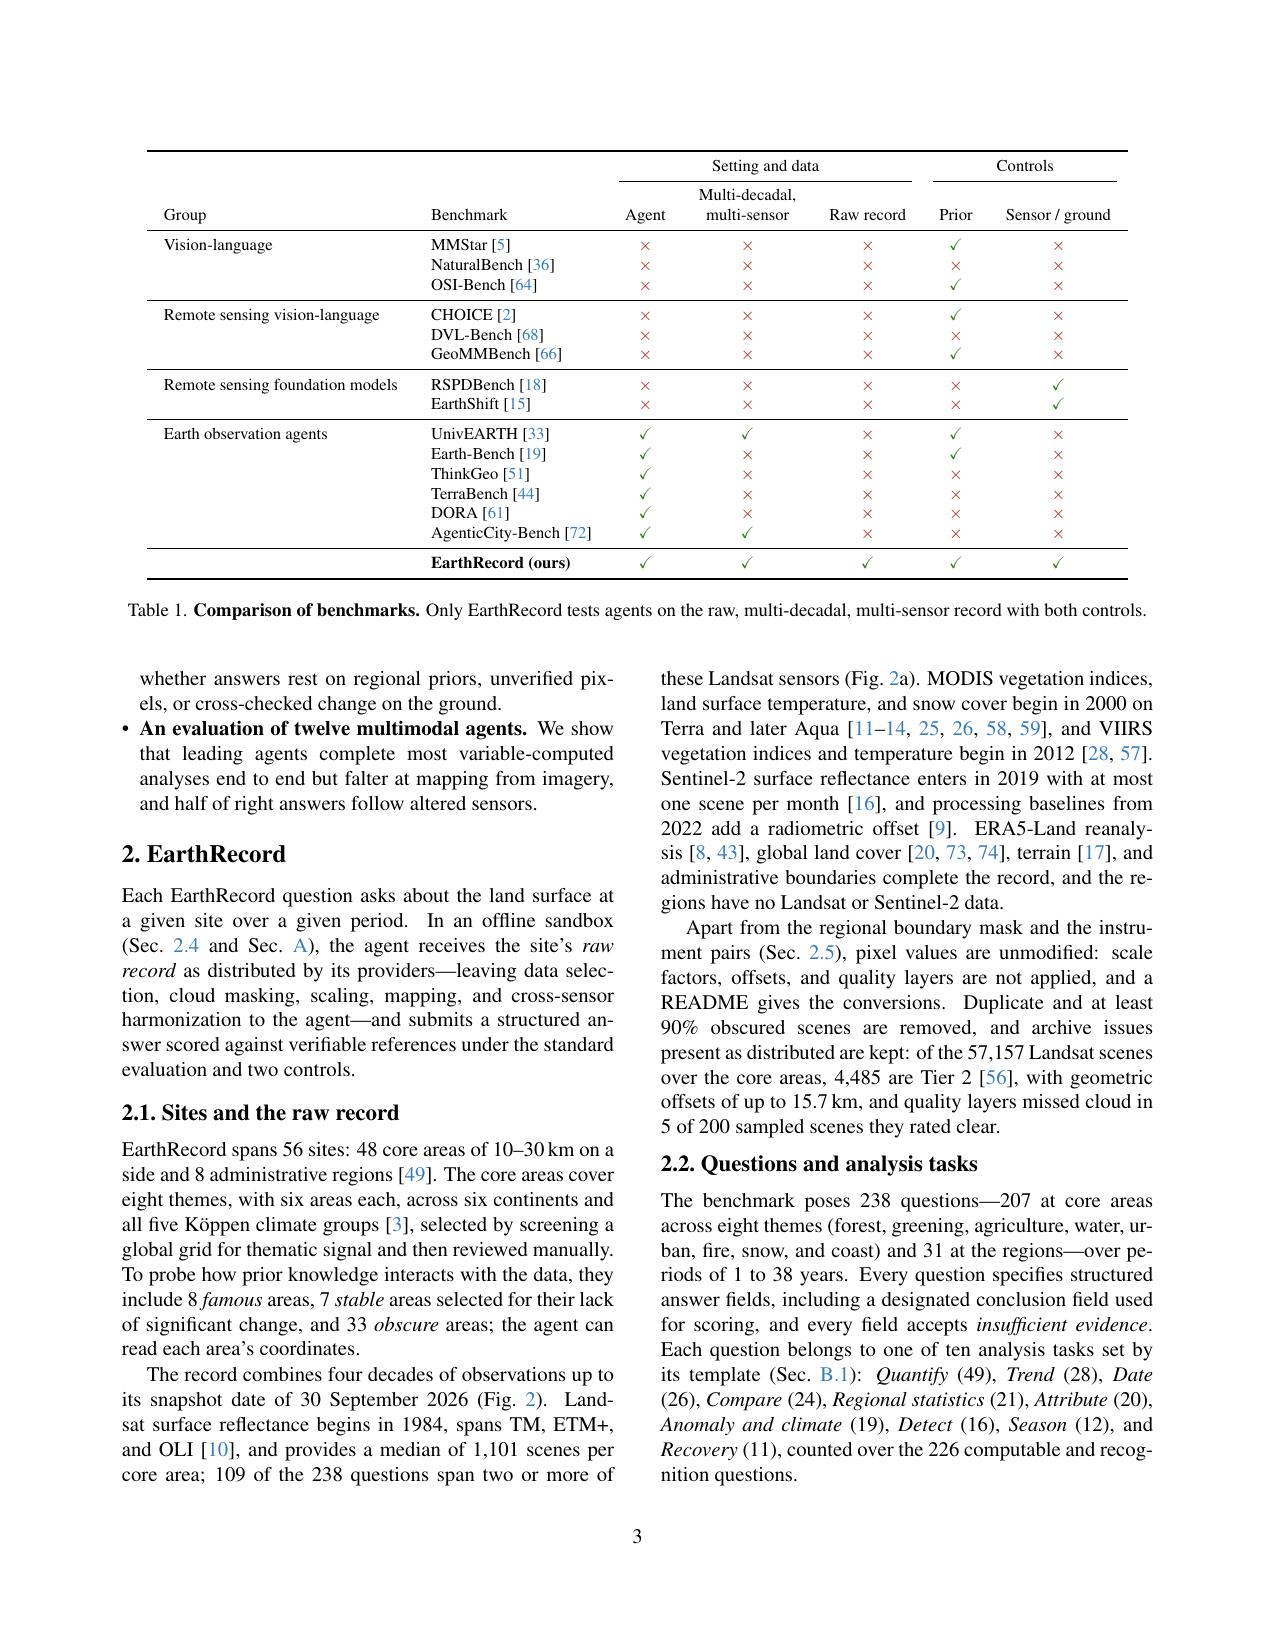 Setting and data Controls
Group Benchmark Agent Multi-decadal, multi-sensor Raw record Prior Sensor / ground
Vision-language MMStar [5] × × × ✓ ×
NaturalBench [36] × × × × ×
OSI-Bench [64] × × × ✓ ×
Remote sensing vision-language CHOICE [2] × × × ✓ ×
DVL-Bench [68] × × × × ×
GeoMMBench [66] × × × ✓ ×
Remote sensing foundation models RSPDBench [18] × × × × ✓
EarthShift [15] × × × × ✓
Earth observation agents UnivEARTH [33] ✓ ✓ × ✓ ×
Earth-Bench [19] ✓ × × ✓ ×
ThinkGeo [51] ✓ × × × ×
TerraBench [44] ✓ × × × ×
DORA [61] ✓ × × × ×
AgenticCity-Bench [72] ✓ ✓ × × ×
EarthRecord (ours) ✓ ✓ ✓ ✓ ✓
Table 1. Comparison of benchmarks. Only EarthRecord tests agents on the raw, multi-decadal, multi-sensor record with both controls.
whether answers rest on regional priors, unverified pix-
els, or cross-checked change on the ground.
• An evaluation of twelve multimodal agents. We show
that leading agents complete most variable-computed
analyses end to end but falter at mapping from imagery,
and half of right answers follow altered sensors.
2. EarthRecord
Each EarthRecord question asks about the land surface at
a given site over a given period. In an offline sandbox
(Sec. 2.4 and Sec. A), the agent receives the site's raw
record as distributed by its providers—leaving data selec-
tion, cloud masking, scaling, mapping, and cross-sensor
harmonization to the agent—and submits a structured an-
swer scored against verifiable references under the standard
evaluation and two controls.
2.1. Sites and the raw record
EarthRecord spans 56 sites: 48 core areas of 10–30 km on a
side and 8 administrative regions [49]. The core areas cover
eight themes, with six areas each, across six continents and
all five Köppen climate groups [3], selected by screening a
global grid for thematic signal and then reviewed manually.
To probe how prior knowledge interacts with the data, they
include 8 famous areas, 7 stable areas selected for their lack
of significant change, and 33 obscure areas; the agent can
read each area's coordinates.
The record combines four decades of observations up to
its snapshot date of 30 September 2026 (Fig. 2). Land-
sat surface reflectance begins in 1984, spans TM, ETM+,
and OLI [10], and provides a median of 1,101 scenes per
core area; 109 of the 238 questions span two or more of
these Landsat sensors (Fig. 2a). MODIS vegetation indices,
land surface temperature, and snow cover begin in 2000 on
Terra and later Aqua [11–14, 25, 26, 58, 59], and VIIRS
vegetation indices and temperature begin in 2012 [28, 57].
Sentinel-2 surface reflectance enters in 2019 with at most
one scene per month [16], and processing baselines from
2022 add a radiometric offset [9]. ERA5-Land reanaly-
sis [8, 43], global land cover [20, 73, 74], terrain [17], and
administrative boundaries complete the record, and the re-
gions have no Landsat or Sentinel-2 data.
Apart from the regional boundary mask and the instru-
ment pairs (Sec. 2.5), pixel values are unmodified: scale
factors, offsets, and quality layers are not applied, and a
README gives the conversions. Duplicate and at least
90% obscured scenes are removed, and archive issues
present as distributed are kept: of the 57,157 Landsat scenes
over the core areas, 4,485 are Tier 2 [56], with geometric
offsets of up to 15.7 km, and quality layers missed cloud in
5 of 200 sampled scenes they rated clear.
2.2. Questions and analysis tasks
The benchmark poses 238 questions—207 at core areas
across eight themes (forest, greening, agriculture, water, ur-
ban, fire, snow, and coast) and 31 at the regions—over pe-
riods of 1 to 38 years. Every question specifies structured
answer fields, including a designated conclusion field used
for scoring, and every field accepts insufficient evidence.
Each question belongs to one of ten analysis tasks set by
its template (Sec. B.1): Quantify (49), Trend (28), Date
(26), Compare (24), Regional statistics (21), Attribute (20),
Anomaly and climate (19), Detect (16), Season (12), and
Recovery (11), counted over the 226 computable and recog-
nition questions.
3